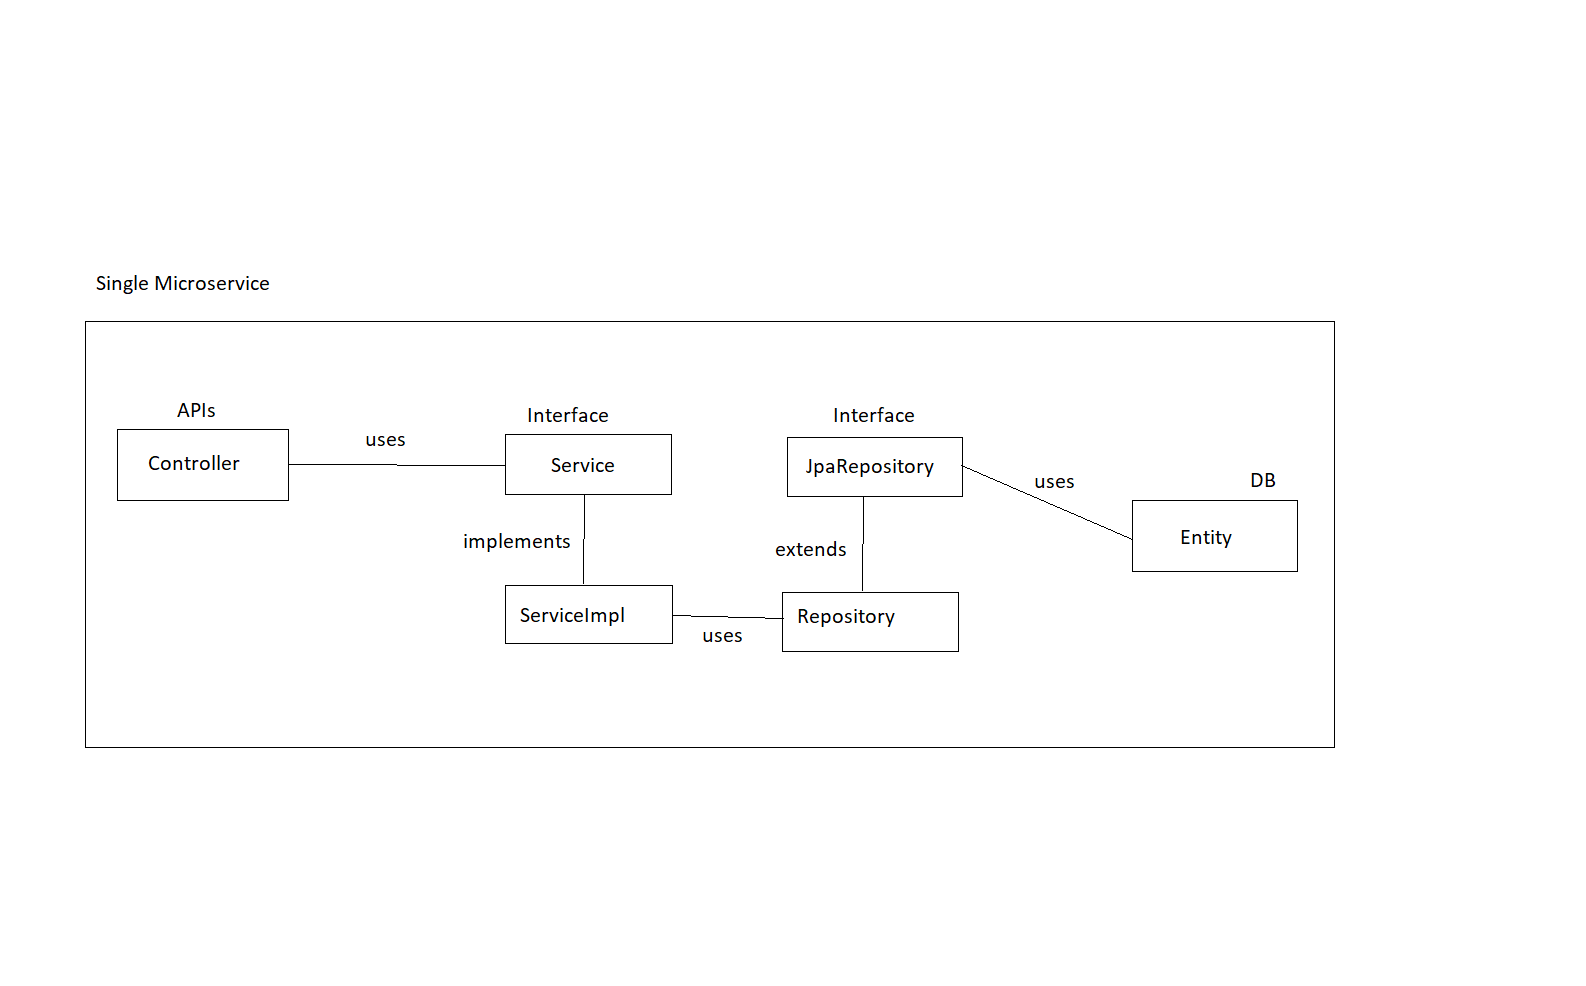 Single Microservice
APIs
Controller
uses
Interface
Service
implements
ServiceImpl
uses
Interface
JpaRepository
extends
Repository
uses
DB
Entity